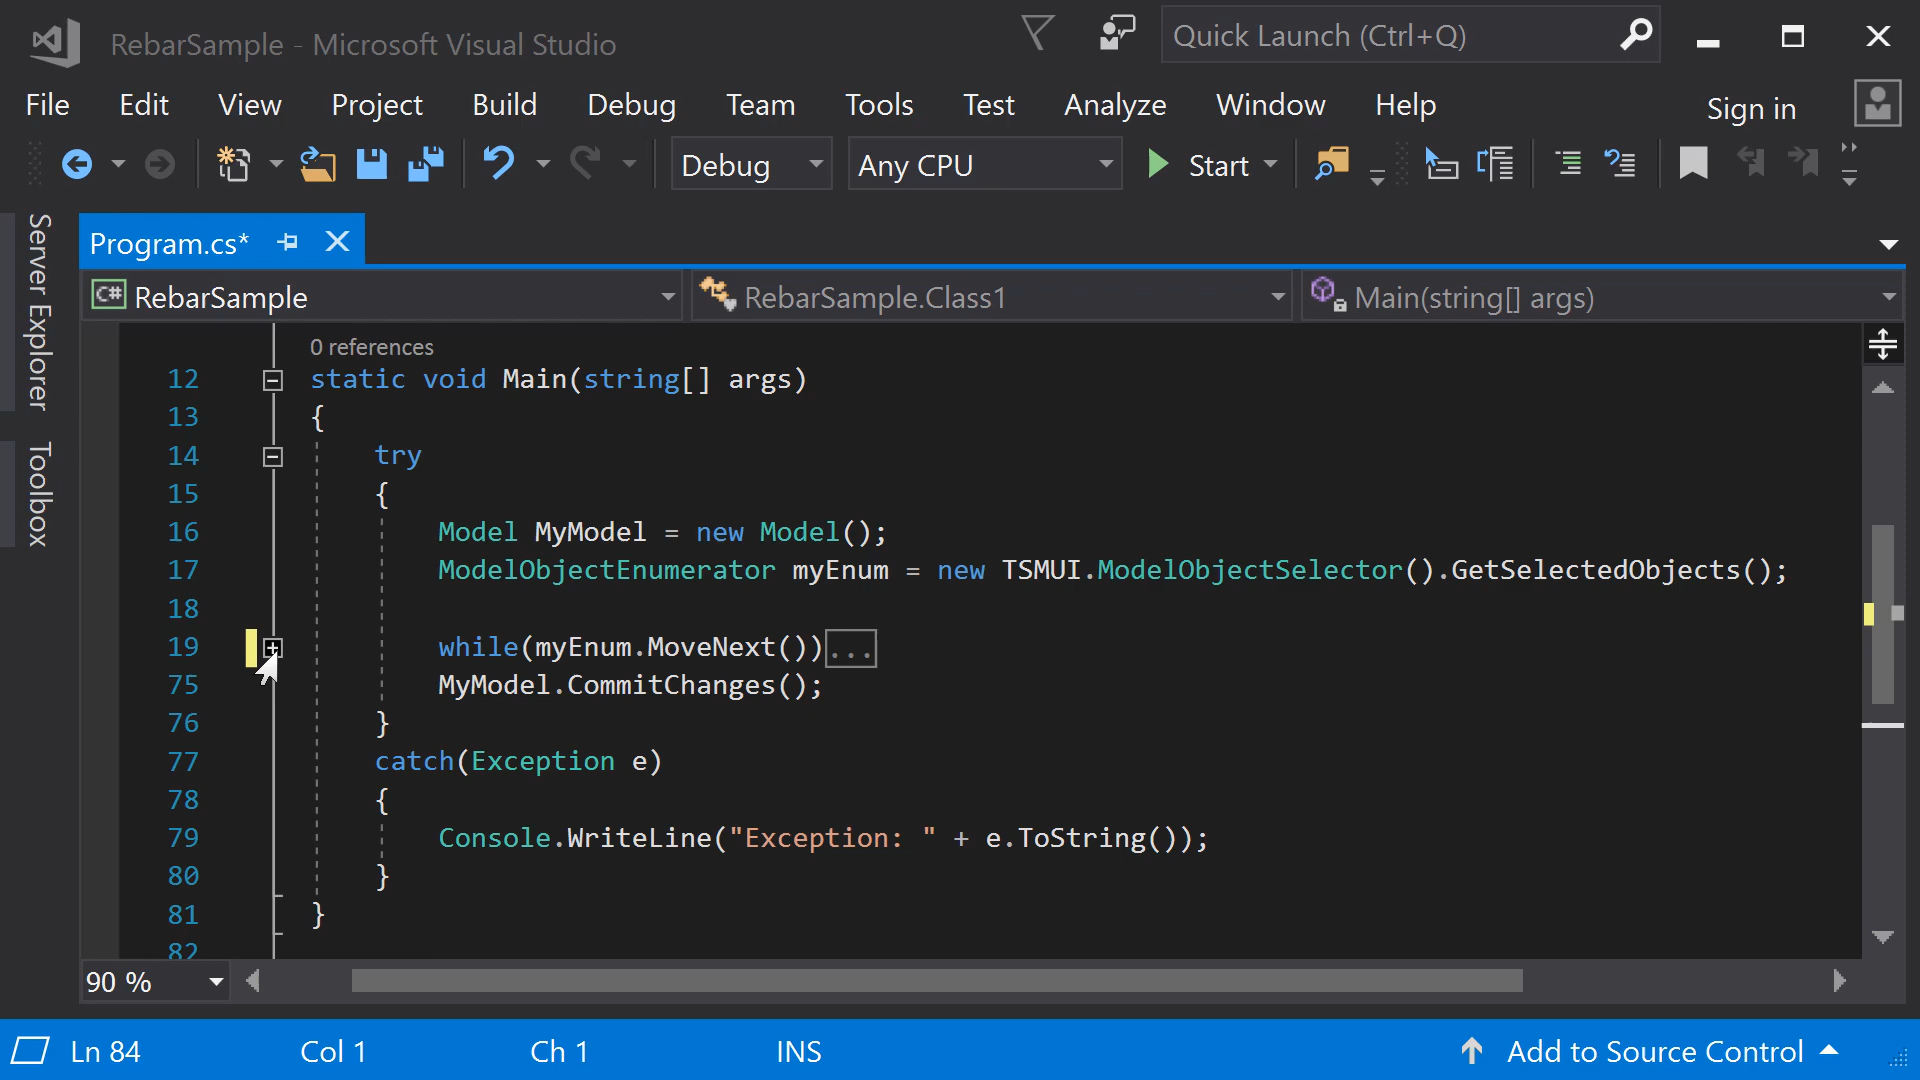 RebarSample - Microsoft Visual Studio
Quick Launch (Ctrl+Q)
File Edit View Project Build Debug Team Tools Test Analyze Window Help Sign in
Debug Any CPU Start
Server Explorer
Toolbox
Program.cs*
C# RebarSample RebarSample.Class1 Main(string[] args)
0 references
12 static void Main(string[] args)
13 {
14 try
15 {
16 Model MyModel = new Model();
17 ModelObjectEnumerator myEnum = new TSMUI.ModelObjectSelector().GetSelectedObjects();
18
19 while(myEnum.MoveNext())...
75 MyModel.CommitChanges();
76 }
77 catch(Exception e)
78 {
79 Console.WriteLine("Exception: " + e.ToString());
80 }
81 }
82
90 %
Ln 84 Col 1 Ch 1 INS Add to Source Control